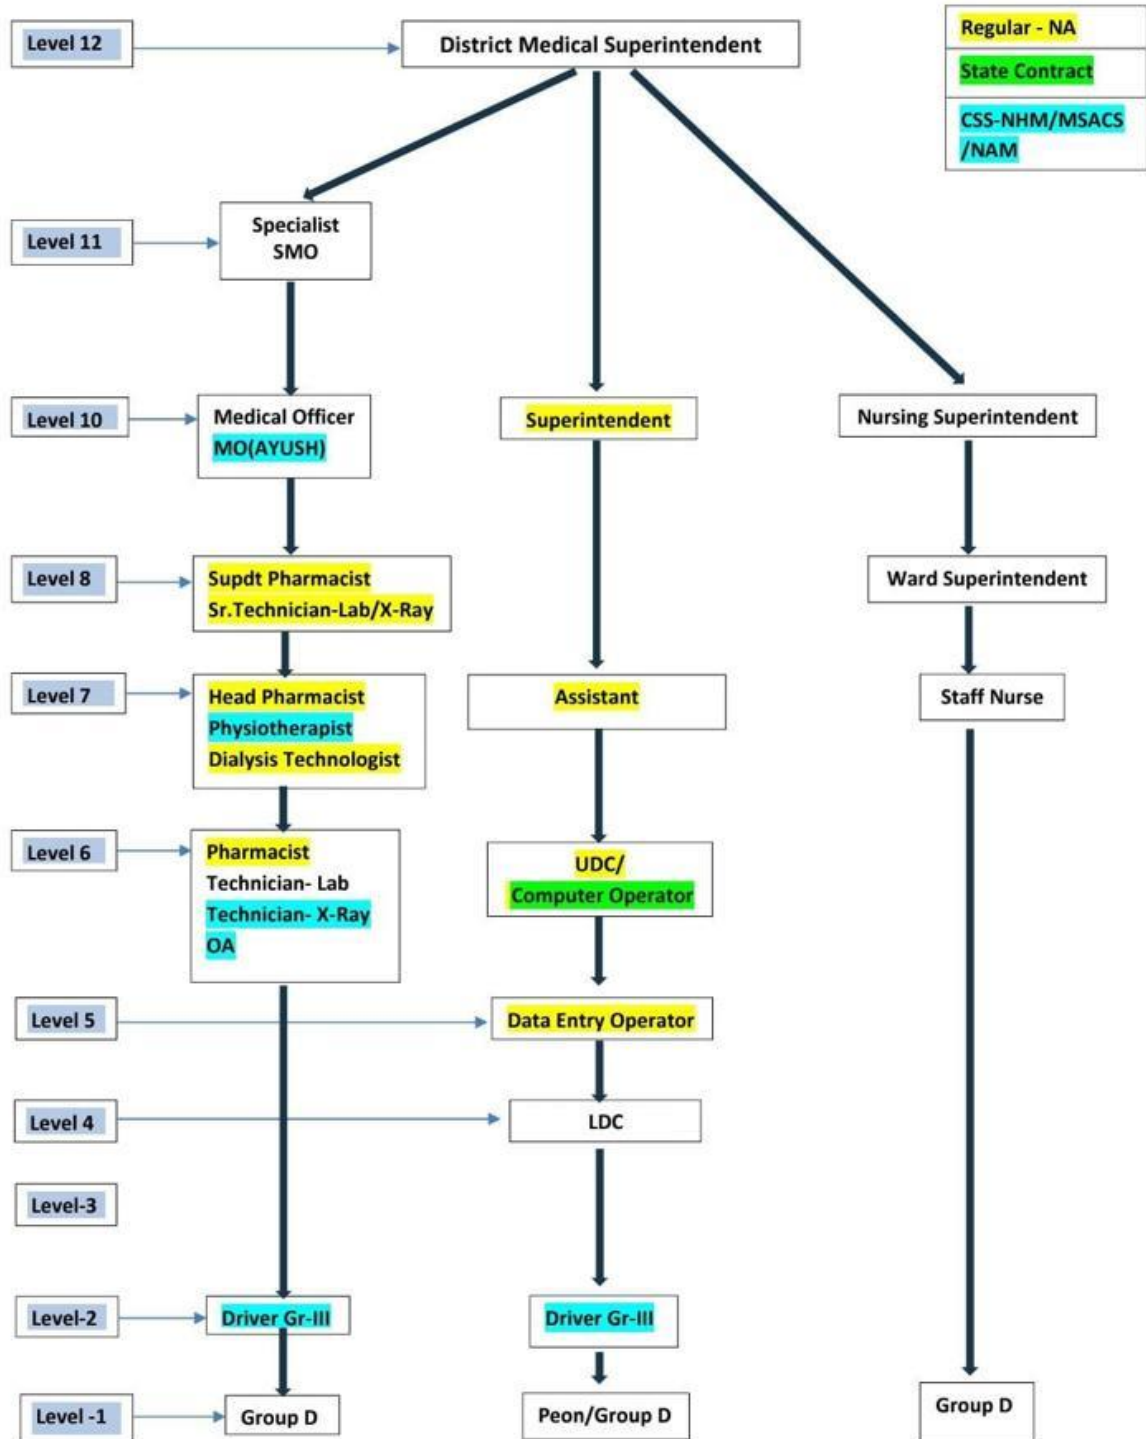 Level 12
District Medical Superintendent
Regular - NA
State Contract
CSS-NHM/MSACS
/NAM
Level 11
Specialist
SMO
Level 10
Medical Officer
MO(AYUSH)
Superintendent
Nursing Superintendent
Level 8
Supdt Pharmacist
Sr.Technician-Lab/X-Ray
Ward Superintendent
Level 7
Head Pharmacist
Physiotherapist
Dialysis Technologist
Assistant
Staff Nurse
Level 6
Pharmacist
Technician- Lab
Technician- X-Ray
OA
UDC/
Computer Operator
Level 5
Data Entry Operator
Level 4
LDC
Level-3
Level-2
Driver Gr-III
Driver Gr-III
Level -1
Group D
Peon/Group D
Group D